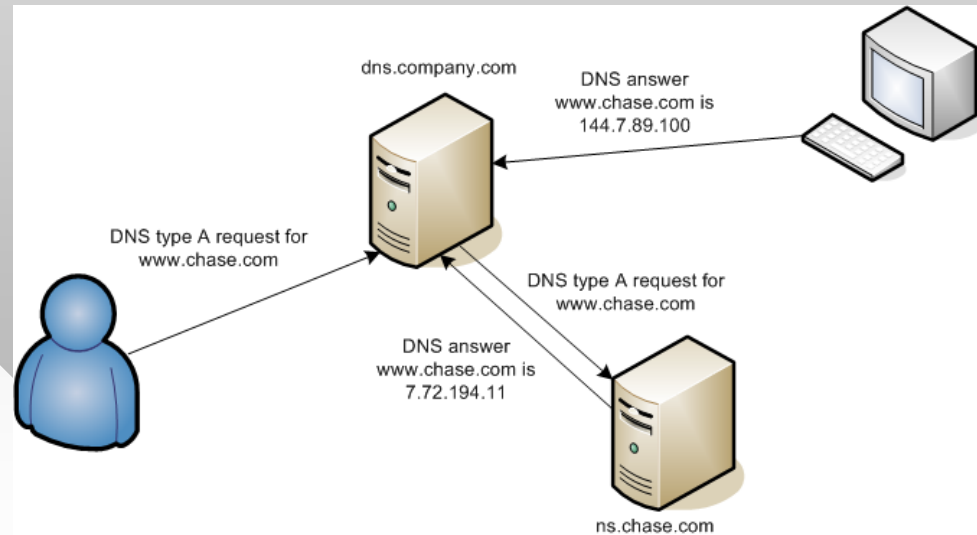 dns.company.com
DNS answer
www.chase.com is
144.7.89.100
DNS type A request for
www.chase.com
DNS type A request for
www.chase.com
DNS answer
www.chase.com is
7.72.194.11
ns.chase.com